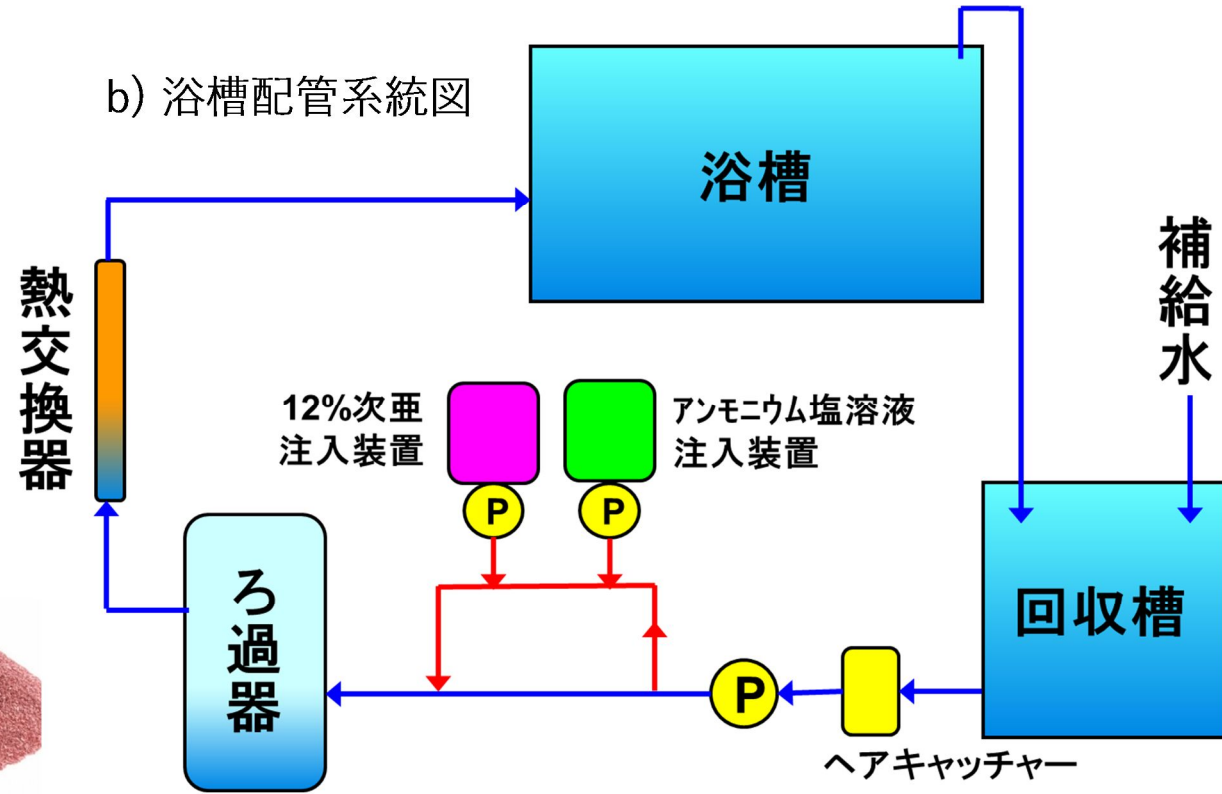 b) 浴槽配管系統図
浴槽
補給水
熱交換器
12%次亜
注入装置
アンモニウム塩溶液
注入装置
P
P
ろ過器
回収槽
P
ヘアキャッチャー